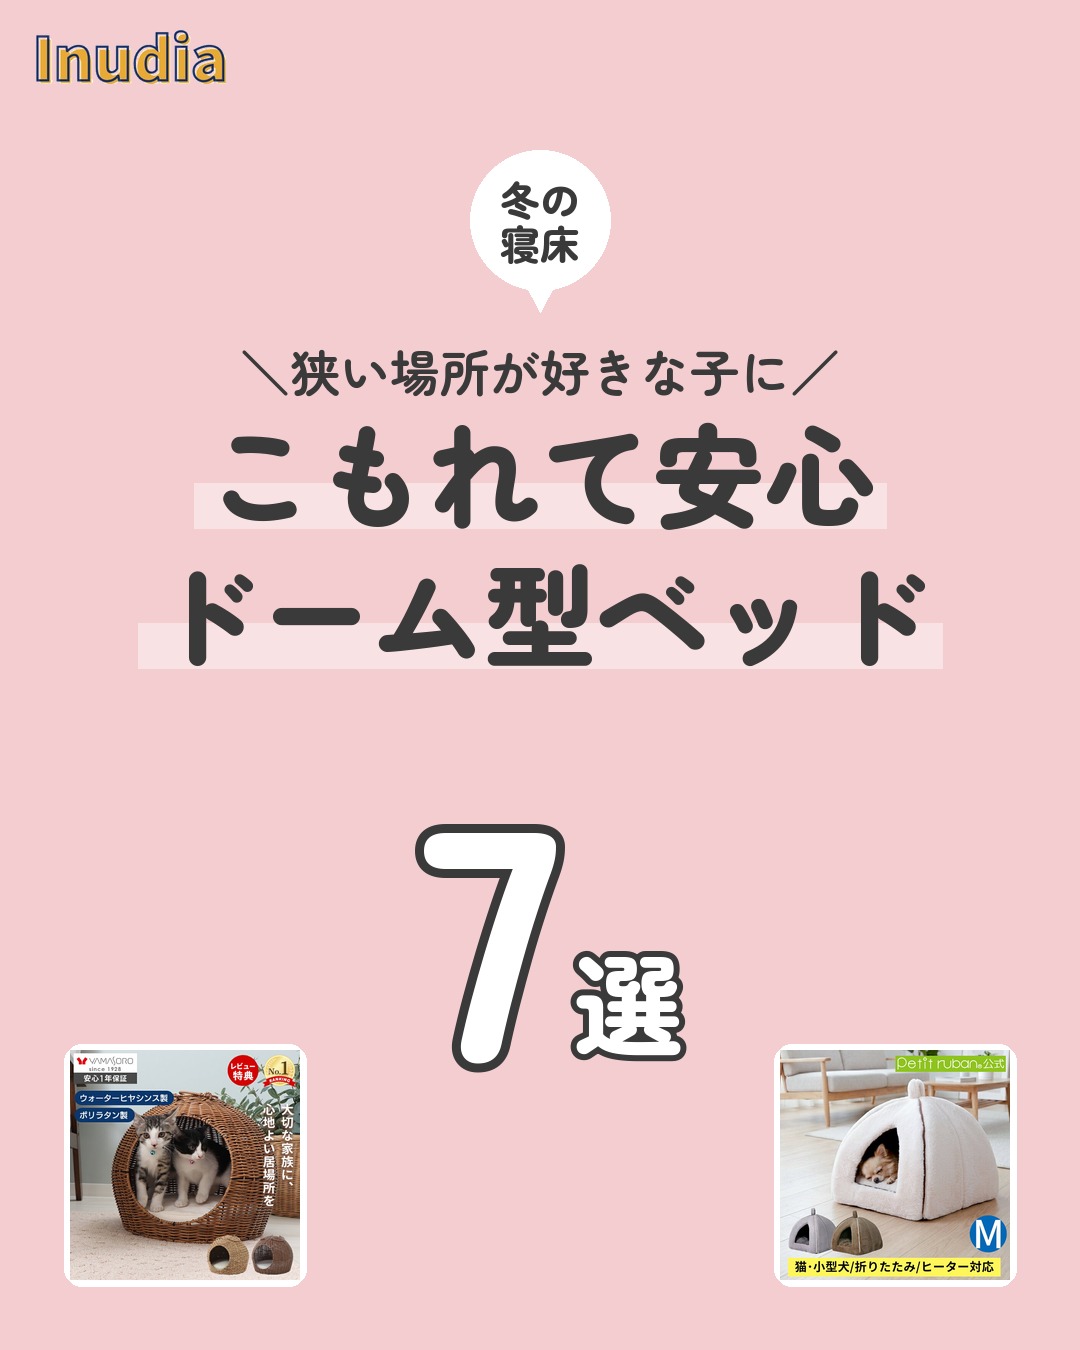 Inudia
冬の
寝床
＼狭い場所が好きな子に／
こもれて安心
ドーム型ベッド
7選
YAMASORO
since 1928
安心1年保証
レビュー
特典
No.1
RANKING
ウォーターヒヤシンス製
ポリラタン製
大切な家族に、
心地よい居場所を
Petit ruban®公式
M
猫・小型犬/折りたたみ/ヒーター対応